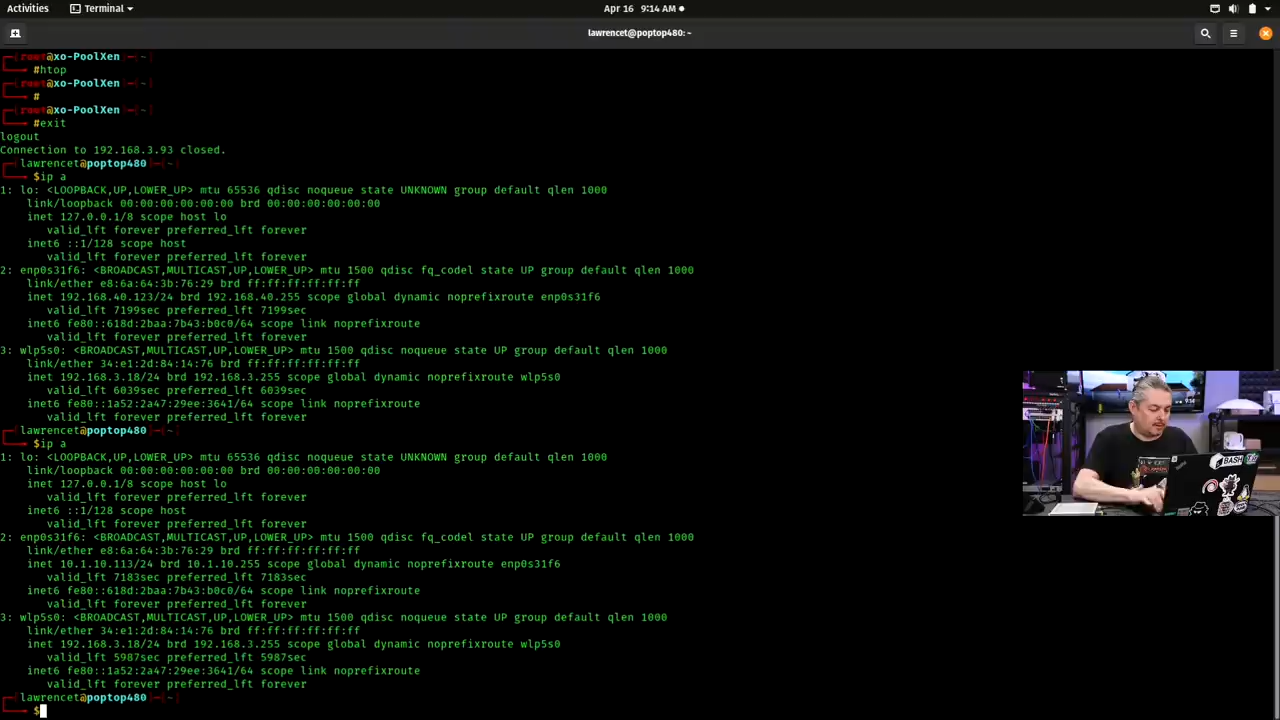 Activities
Terminal
Apr 16 9:14 AM
lawrencet@poptop480: ~
[root@xo-PoolXen]-[~]
#htop
[root@xo-PoolXen]-[~]
#
[root@xo-PoolXen]-[~]
#exit
logout
Connection to 192.168.3.93 closed.
[lawrencet@poptop480]-[~]
$ip a
1: lo: <LOOPBACK,UP,LOWER_UP> mtu 65536 qdisc noqueue state UNKNOWN group default qlen 1000
link/loopback 00:00:00:00:00:00 brd 00:00:00:00:00:00
inet 127.0.0.1/8 scope host lo
valid_lft forever preferred_lft forever
inet6 ::1/128 scope host
valid_lft forever preferred_lft forever
2: enp0s31f6: <BROADCAST,MULTICAST,UP,LOWER_UP> mtu 1500 qdisc fq_codel state UP group default qlen 1000
link/ether e8:6a:64:3b:76:29 brd ff:ff:ff:ff:ff:ff
inet 192.168.40.123/24 brd 192.168.40.255 scope global dynamic noprefixroute enp0s31f6
valid_lft 7199sec preferred_lft 7199sec
inet6 fe80::618d:2baa:7b43:b0c0/64 scope link noprefixroute
valid_lft forever preferred_lft forever
3: wlp5s0: <BROADCAST,MULTICAST,UP,LOWER_UP> mtu 1500 qdisc noqueue state UP group default qlen 1000
link/ether 34:e1:2d:84:14:76 brd ff:ff:ff:ff:ff:ff
inet 192.168.3.18/24 brd 192.168.3.255 scope global dynamic noprefixroute wlp5s0
valid_lft 6039sec preferred_lft 6039sec
inet6 fe80::1a52:2a47:29ee:3641/64 scope link noprefixroute
valid_lft forever preferred_lft forever
[lawrencet@poptop480]-[~]
$ip a
1: lo: <LOOPBACK,UP,LOWER_UP> mtu 65536 qdisc noqueue state UNKNOWN group default qlen 1000
link/loopback 00:00:00:00:00:00 brd 00:00:00:00:00:00
inet 127.0.0.1/8 scope host lo
valid_lft forever preferred_lft forever
inet6 ::1/128 scope host
valid_lft forever preferred_lft forever
2: enp0s31f6: <BROADCAST,MULTICAST,UP,LOWER_UP> mtu 1500 qdisc fq_codel state UP group default qlen 1000
link/ether e8:6a:64:3b:76:29 brd ff:ff:ff:ff:ff:ff
inet 10.1.10.113/24 brd 10.1.10.255 scope global dynamic noprefixroute enp0s31f6
valid_lft 7183sec preferred_lft 7183sec
inet6 fe80::618d:2baa:7b43:b0c0/64 scope link noprefixroute
valid_lft forever preferred_lft forever
3: wlp5s0: <BROADCAST,MULTICAST,UP,LOWER_UP> mtu 1500 qdisc noqueue state UP group default qlen 1000
link/ether 34:e1:2d:84:14:76 brd ff:ff:ff:ff:ff:ff
inet 192.168.3.18/24 brd 192.168.3.255 scope global dynamic noprefixroute wlp5s0
valid_lft 5987sec preferred_lft 5987sec
inet6 fe80::1a52:2a47:29ee:3641/64 scope link noprefixroute
valid_lft forever preferred_lft forever
[lawrencet@poptop480]-[~]
$
BASH